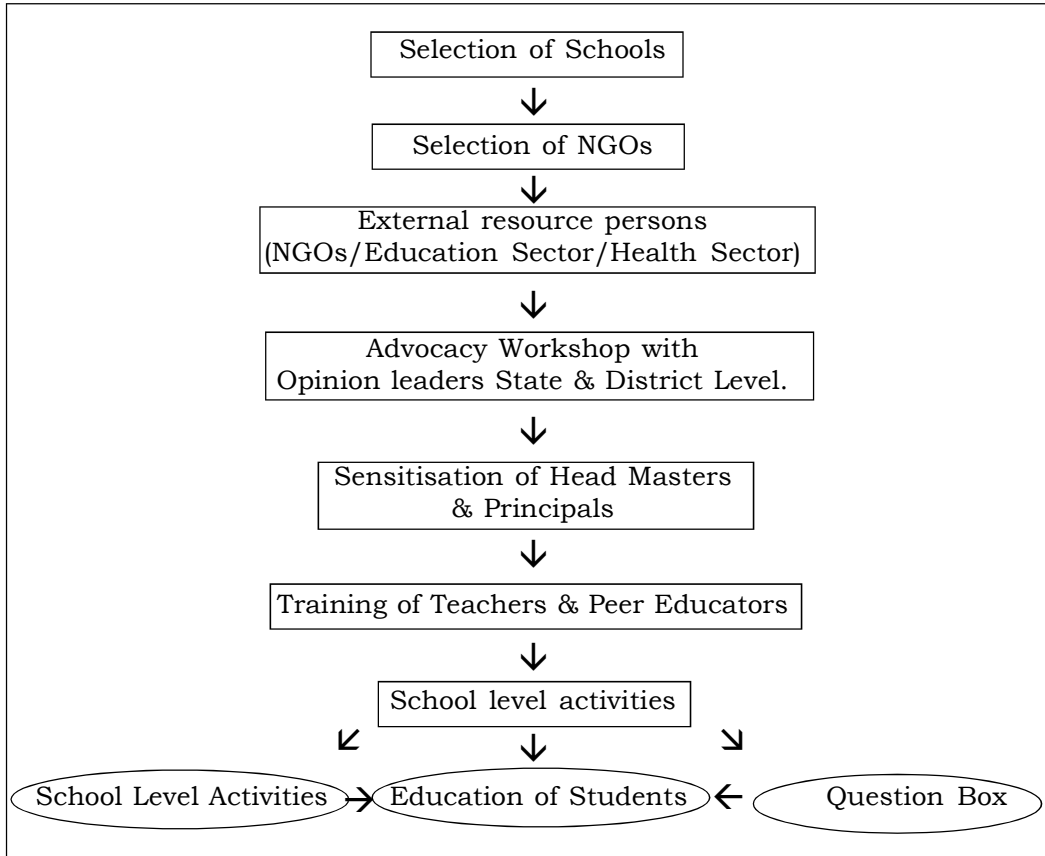 Selection of Schools
Selection of NGOs
External resource persons
(NGOs/Education Sector/Health Sector)
Advocacy Workshop with
Opinion leaders State & District Level.
Sensitisation of Head Masters
& Principals
Training of Teachers & Peer Educators
School level activities
School Level Activities
Education of Students
Question Box